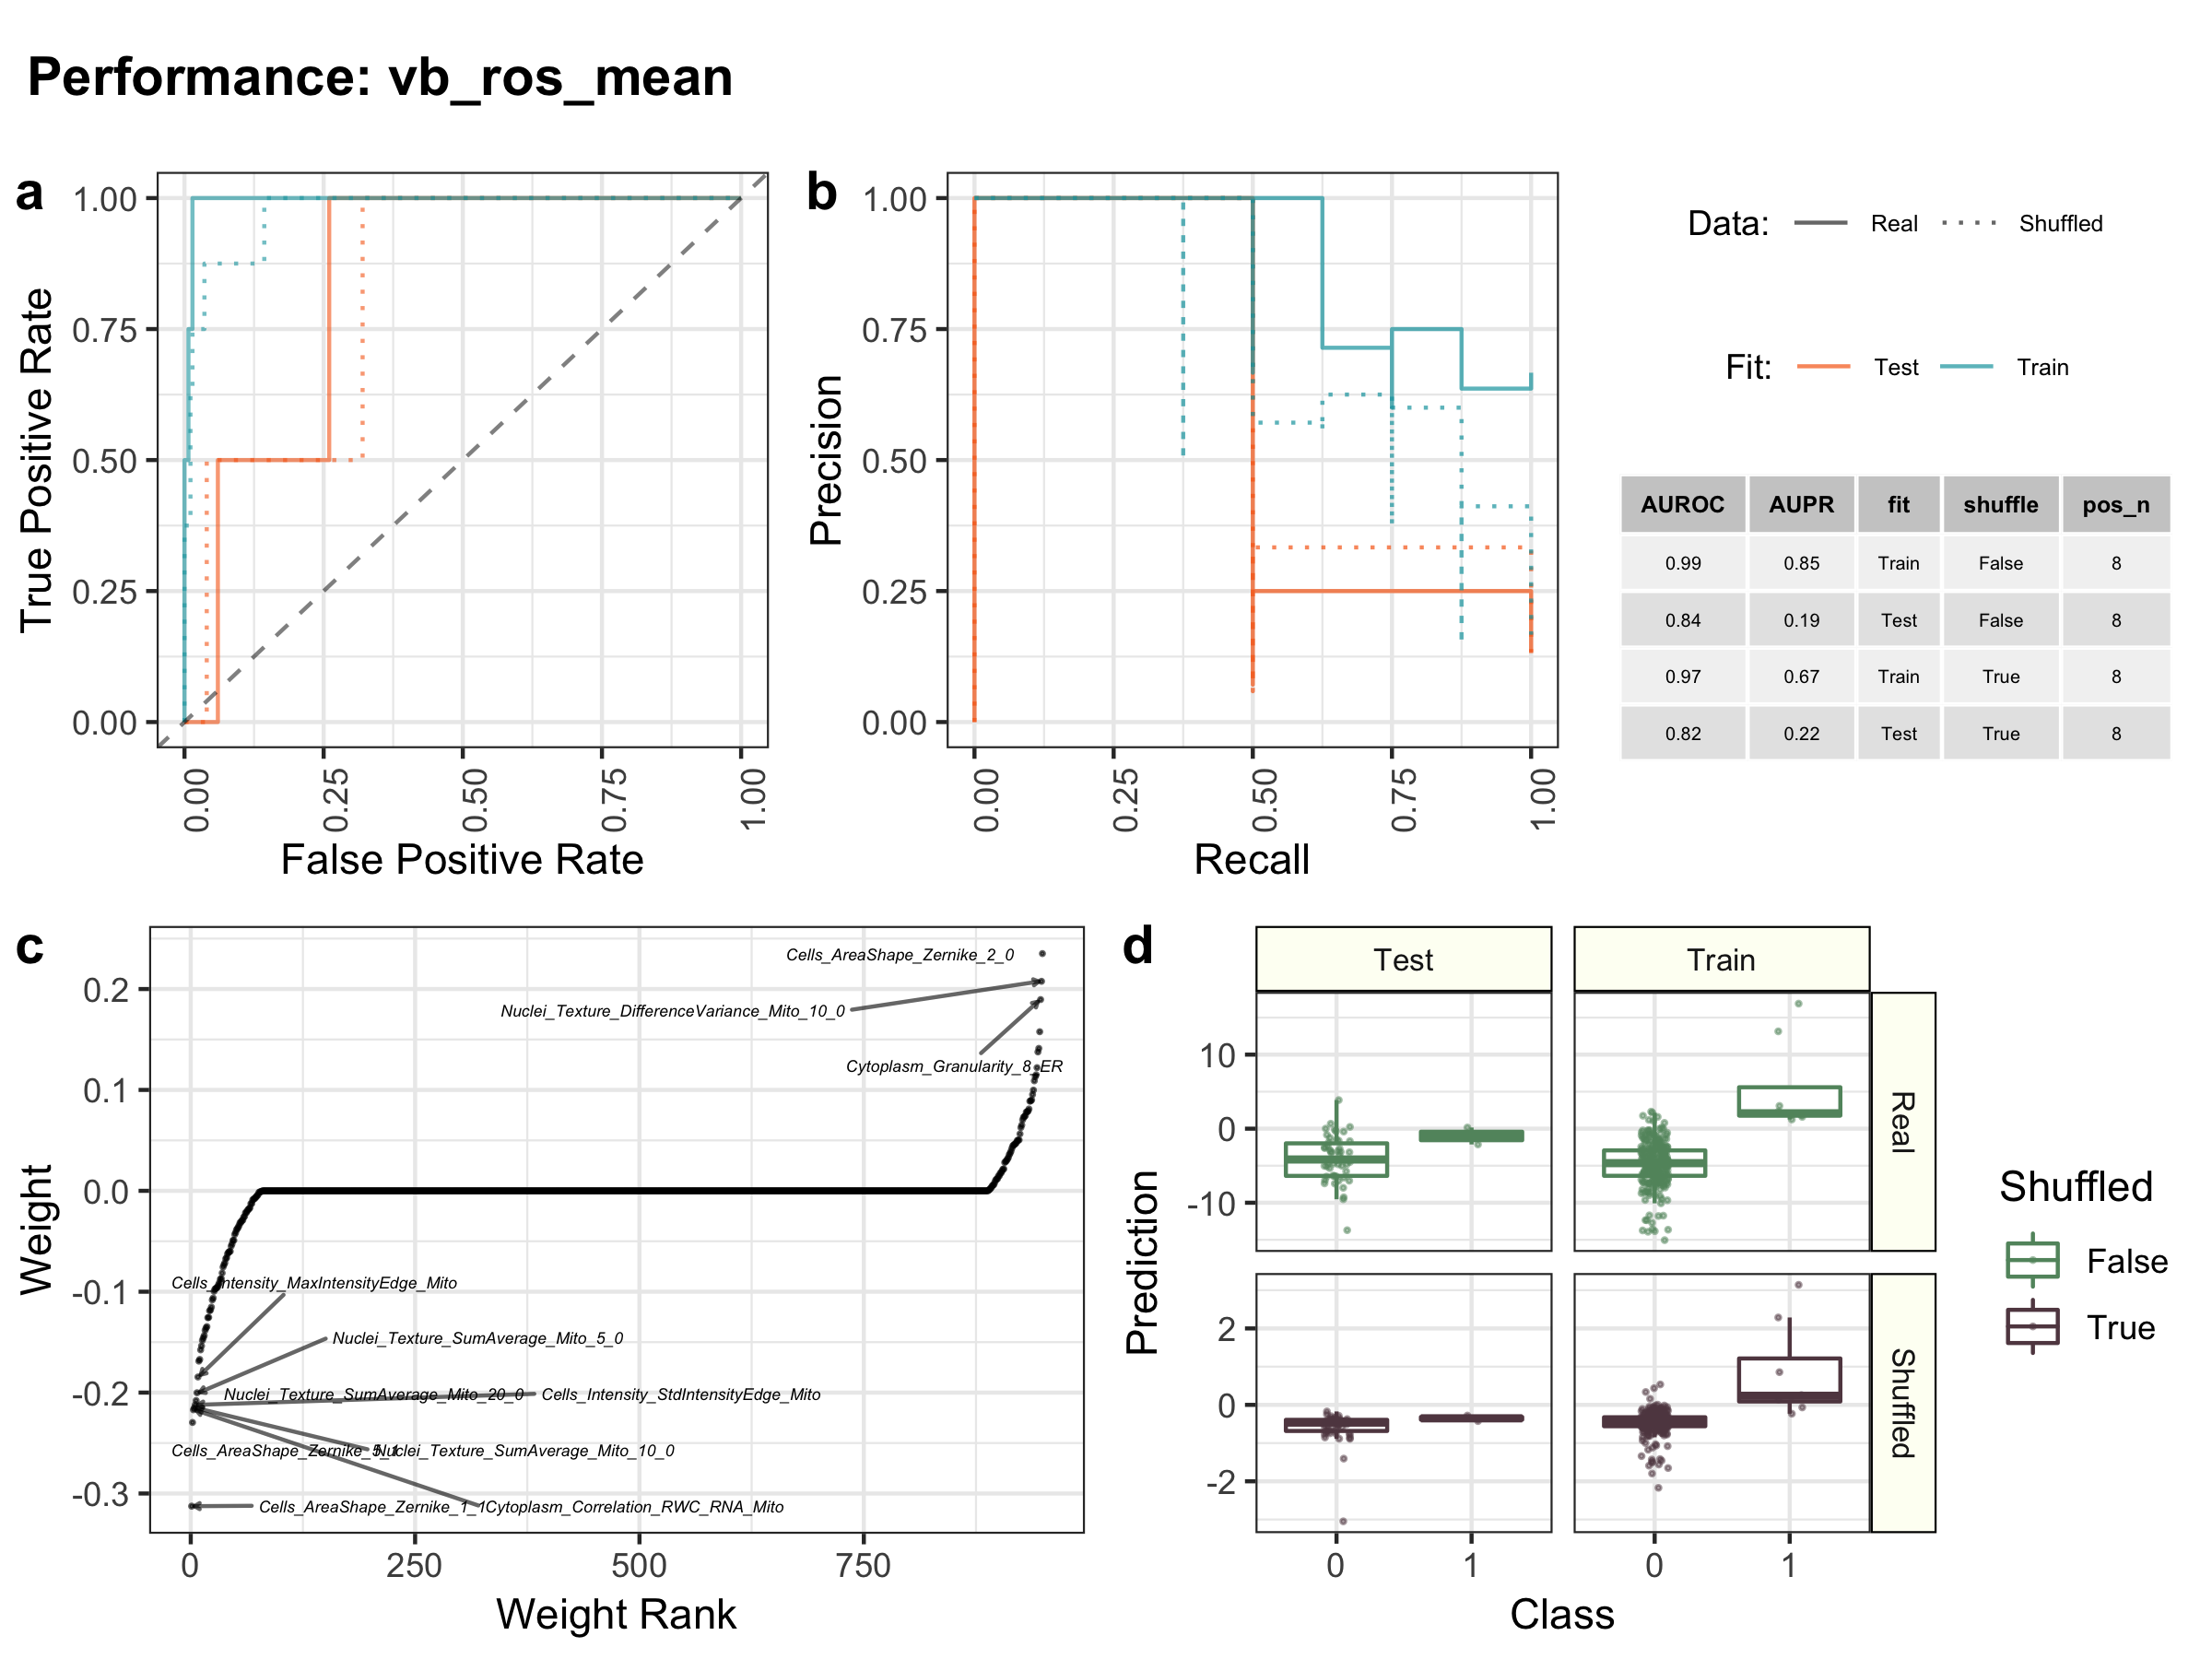 Performance: vb_ros_mean
a
1.00
0.75
0.50
0.25
0.00
True Positive Rate
0.00
0.25
0.50
0.75
1.00
False Positive Rate
b
1.00
0.75
0.50
0.25
0.00
Precision
0.00
0.25
0.50
0.75
1.00
Recall
Data: Real Shuffled
Fit: Test Train
AUROC AUPR fit shuffle pos_n
0.99 0.85 Train False 8
0.84 0.19 Test False 8
0.97 0.67 Train True 8
0.82 0.22 Test True 8
c
0.2
0.1
0.0
-0.1
-0.2
-0.3
Weight
Cells_AreaShape_Zernike_2_0
Nuclei_Texture_DifferenceVariance_Mito_10_0
Cytoplasm_Granularity_8_ER
Cells_Intensity_MaxIntensityEdge_Mito
Nuclei_Texture_SumAverage_Mito_5_0
Nuclei_Texture_SumAverage_Mito_20_0
Cells_Intensity_StdIntensityEdge_Mito
Cells_AreaShape_Zernike_5_1
Nuclei_Texture_SumAverage_Mito_10_0
Cells_AreaShape_Zernike_1_1
Cytoplasm_Correlation_RWC_RNA_Mito
0
250
500
750
Weight Rank
d
Test
Train
Real
Shuffled
10
0
-10
2
0
-2
Prediction
0
1
0
1
Class
Shuffled
False
True